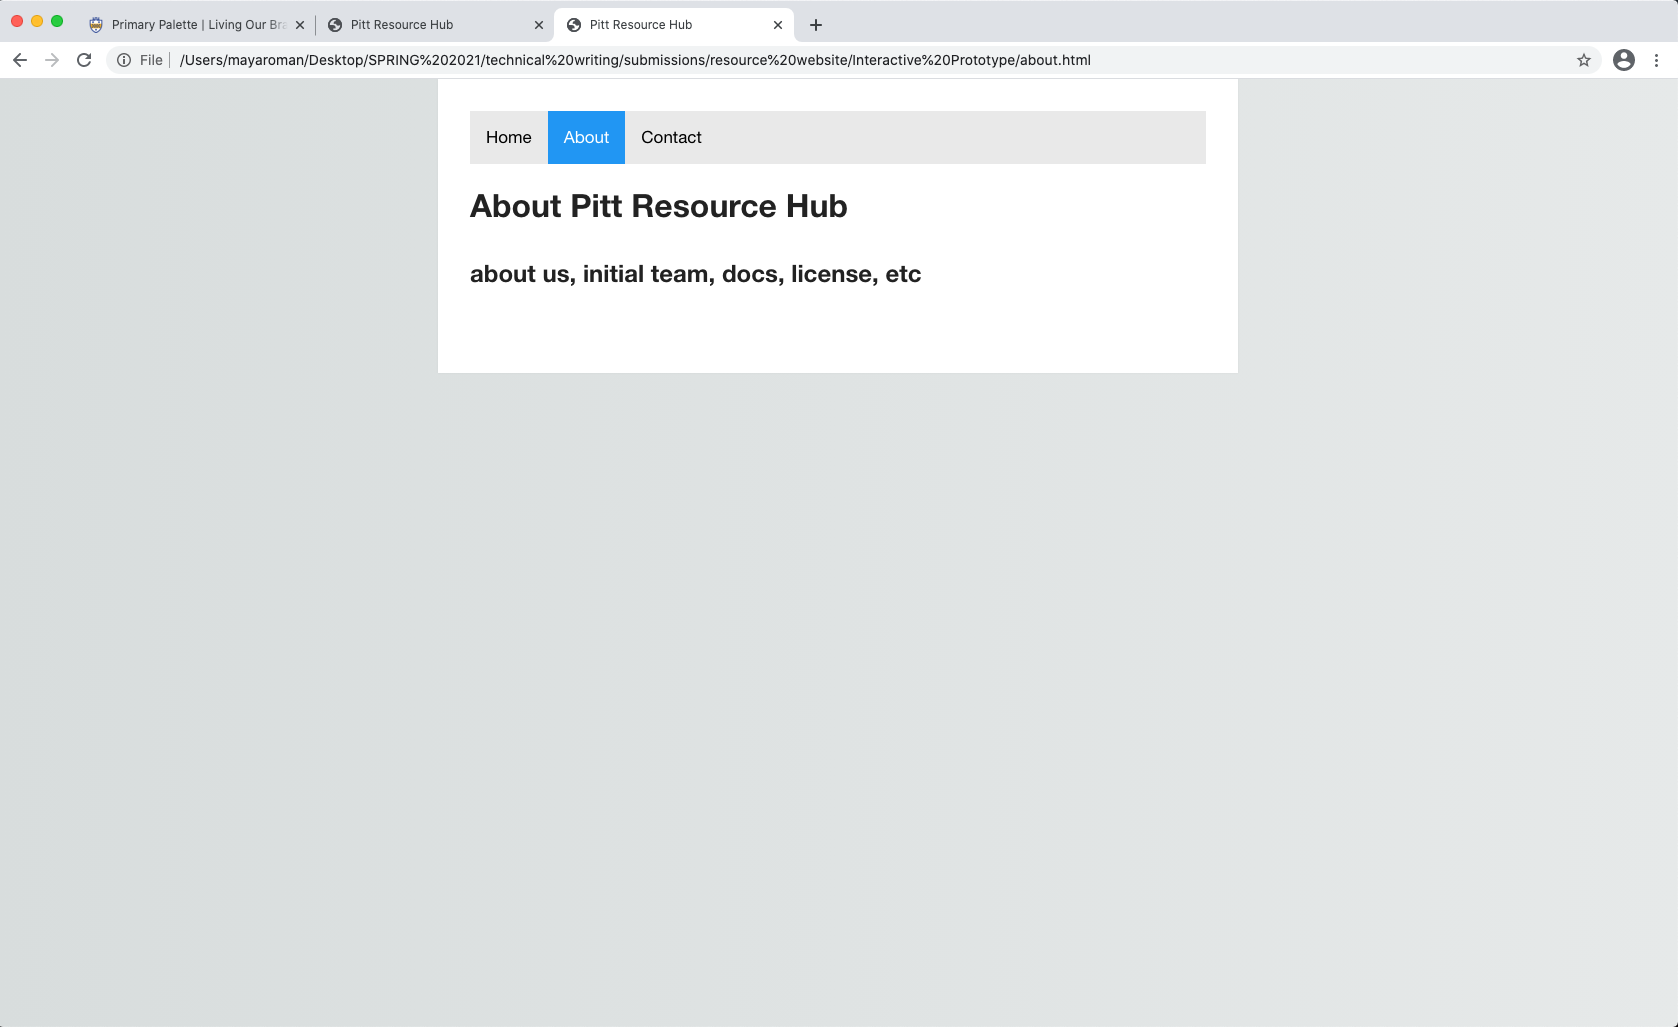 Primary Palette | Living Our Bra
Pitt Resource Hub
Pitt Resource Hub
File /Users/mayaroman/Desktop/SPRING%202021/technical%20writing/submissions/resource%20website/Interactive%20Prototype/about.html
Home About Contact
About Pitt Resource Hub
about us, initial team, docs, license, etc